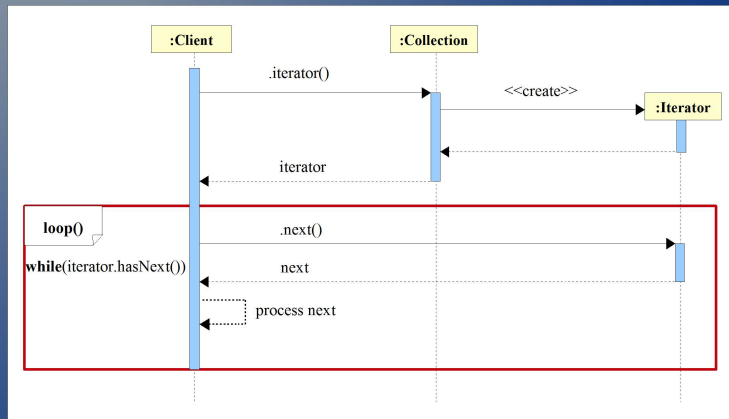 :Client
:Collection
.iterator()
<<create>>
:Iterator
iterator
loop()
.next()
while(iterator.hasNext())
next
process next